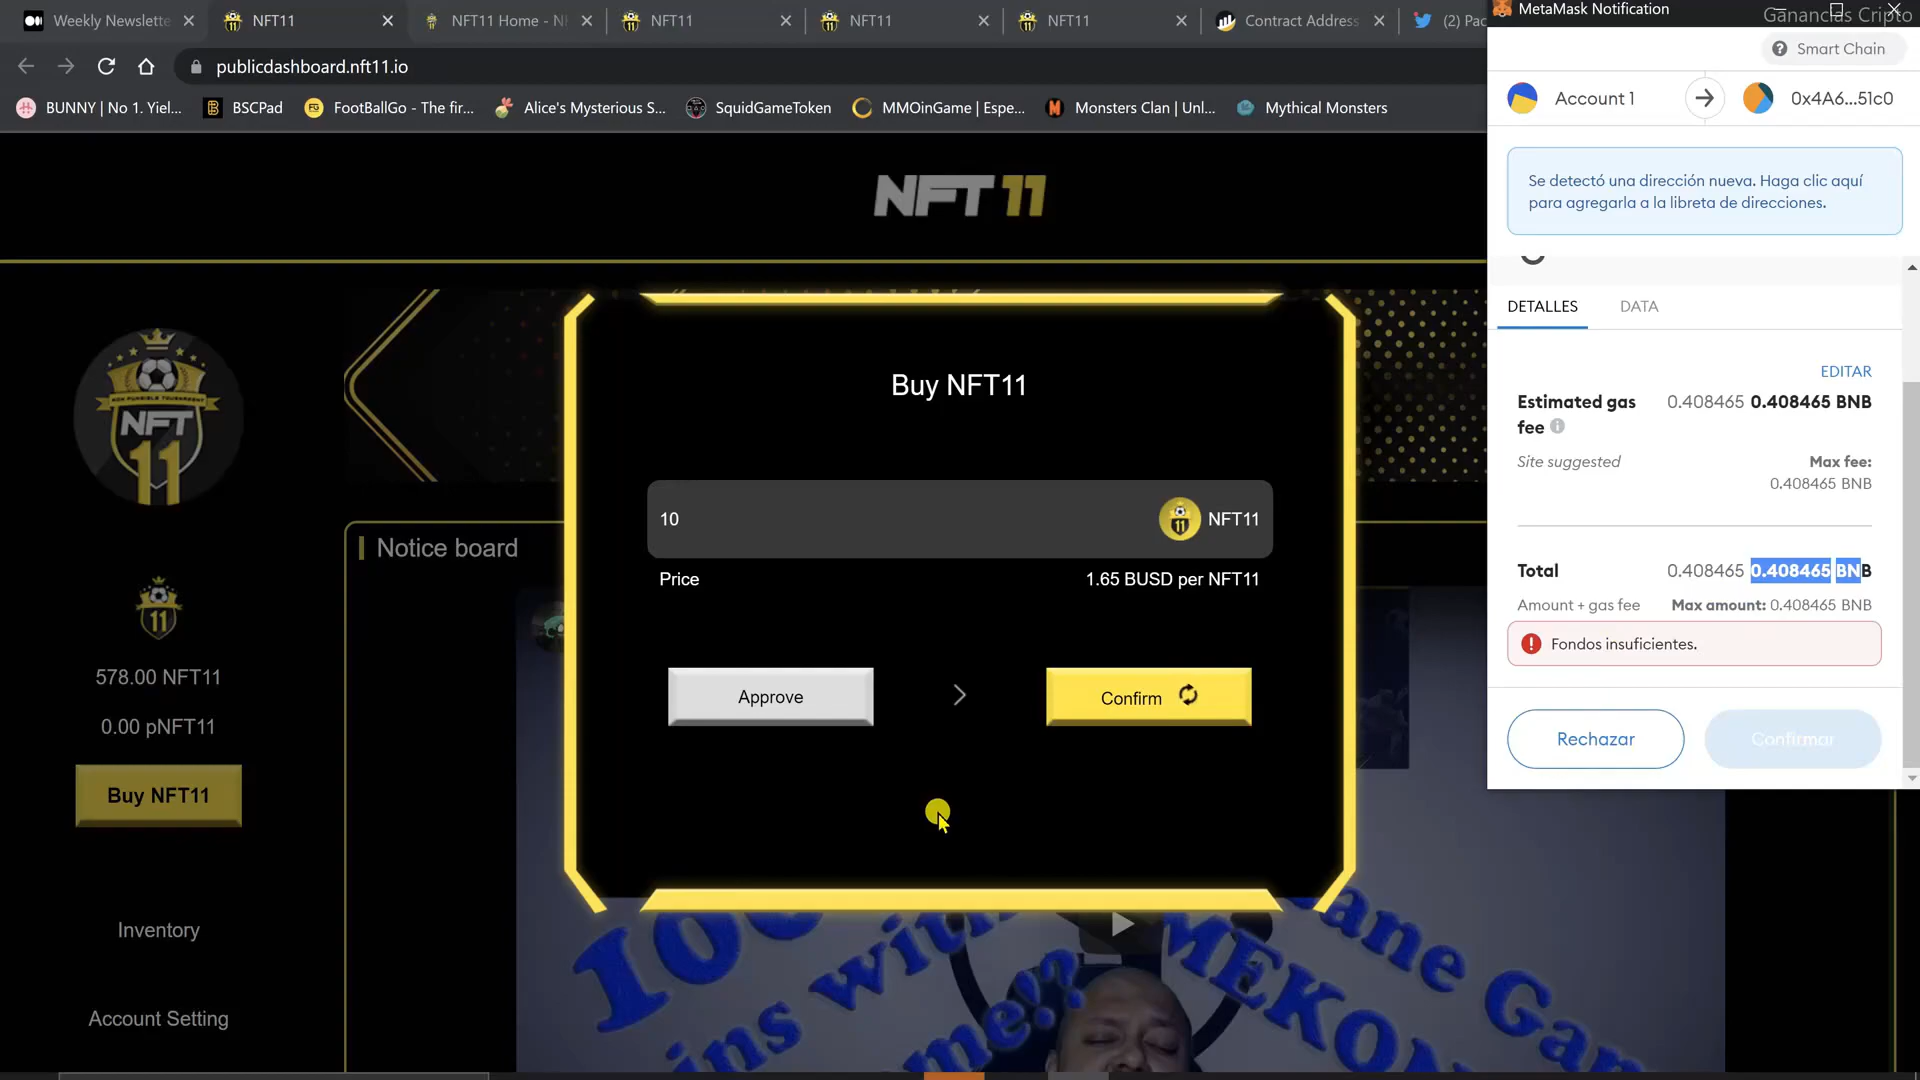 Weekly Newslette
NFT11
NFT11 Home - N
NFT11
NFT11
NFT11
Contract Address
(2) Pac
MetaMask Notification
Ganancias Cripto
publicdashboard.nft11.io
Smart Chain
BUNNY | No 1. Yiel...
BSCPad
FootBallGo - The fir...
Alice's Mysterious S...
SquidGameToken
MMOinGame | Espe...
Monsters Clan | Unl...
Mythical Monsters
Account 1
0x4A6...51c0
Se detectó una dirección nueva. Haga clic aquí
para agregarla a la libreta de direcciones.
NFT 11
DETALLES
DATA
EDITAR
Estimated gas
fee
0.408465 0.408465 BNB
Site suggested
Max fee:
0.408465 BNB
Total
0.408465 0.408465 BNB
Amount + gas fee
Max amount: 0.408465 BNB
Fondos insuficientes.
Rechazar
Confirmar
Buy NFT11
10
NFT11
Price
1.65 BUSD per NFT11
Approve
Confirm
NFT
11
11
578.00 NFT11
0.00 pNFT11
Buy NFT11
Inventory
Account Setting
Notice board